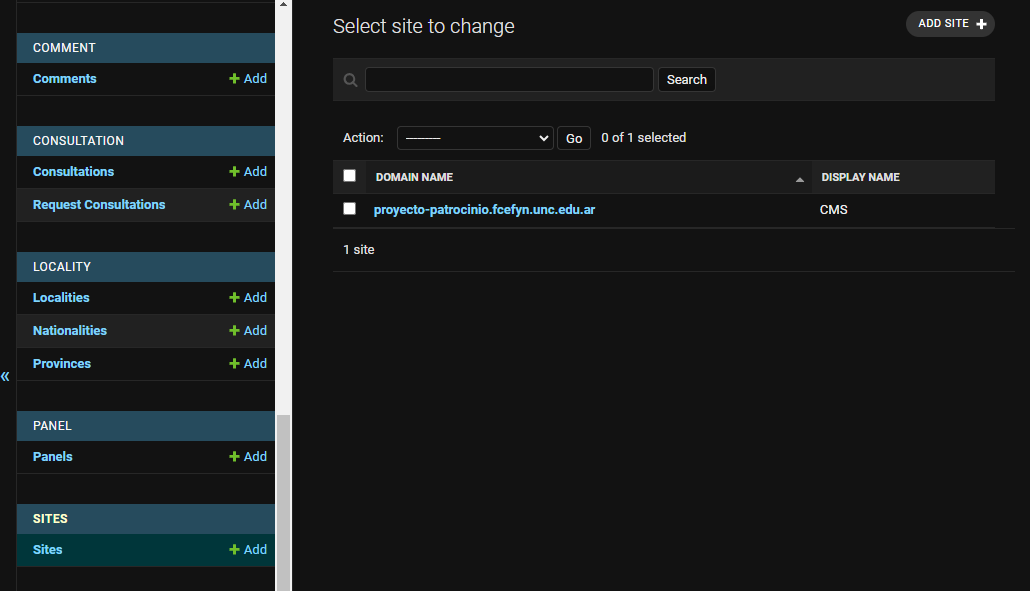 COMMENT
Comments + Add
CONSULTATION
Consultations + Add
Request Consultations + Add
LOCALITY
Localities + Add
Nationalities + Add
Provinces + Add
PANEL
Panels + Add
SITES
Sites + Add
«
Select site to change
ADD SITE +
Search
Action: --------- Go 0 of 1 selected
DOMAIN NAME DISPLAY NAME
proyecto-patrocinio.fcefyn.unc.edu.ar CMS
1 site